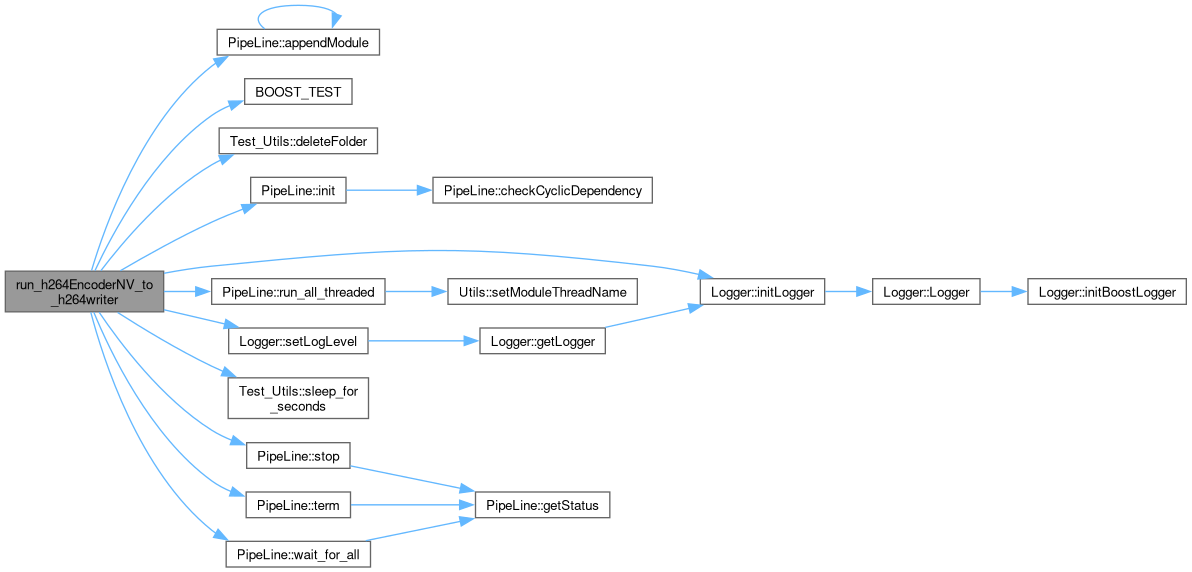 PipeLine::appendModule
BOOST_TEST
Test_Utils::deleteFolder
PipeLine::init
PipeLine::checkCyclicDependency
run_h264EncoderNV_to
_h264writer
PipeLine::run_all_threaded
Utils::setModuleThreadName
Logger::initLogger
Logger::Logger
Logger::initBoostLogger
Logger::setLogLevel
Logger::getLogger
Test_Utils::sleep_for
_seconds
PipeLine::stop
PipeLine::term
PipeLine::getStatus
PipeLine::wait_for_all